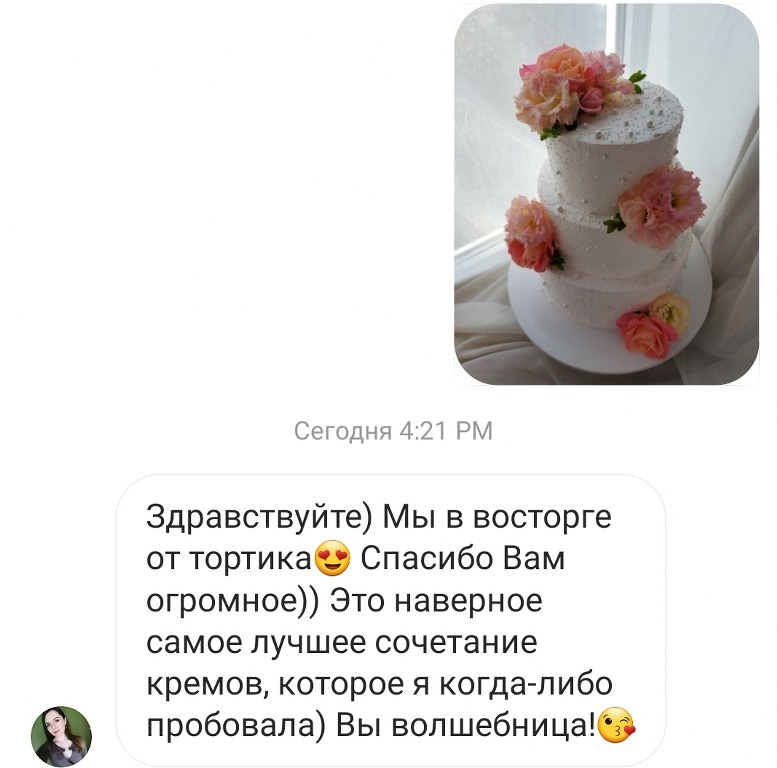 Сегодня 4:21 PM
Здравствуйте) Мы в восторге
от тортика😍 Спасибо Вам
огромное)) Это наверное
самое лучшее сочетание
кремов, которое я когда-либо
пробовала) Вы волшебница!😘